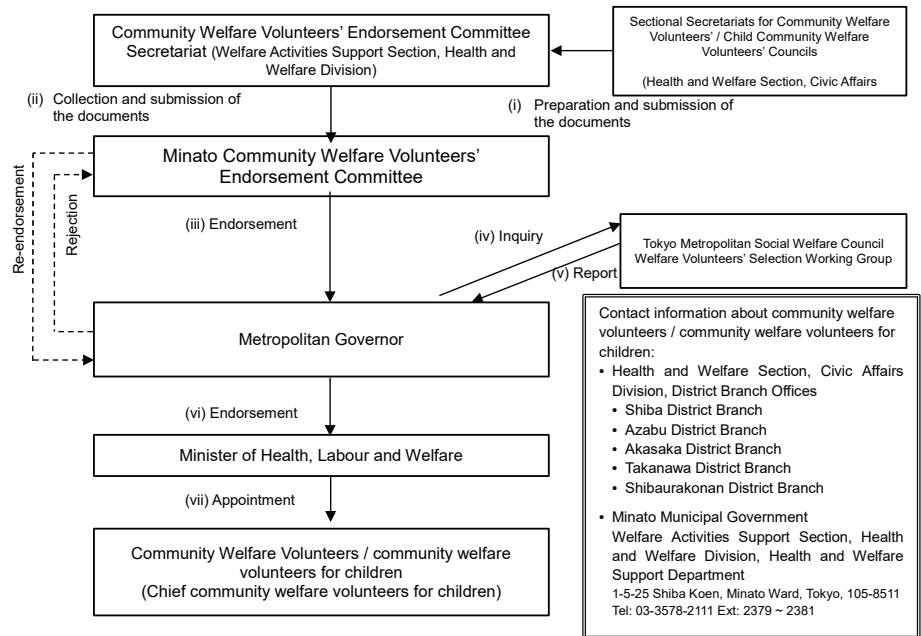 Community Welfare Volunteers' Endorsement Committee
Secretariat (Welfare Activities Support Section, Health and
Welfare Division)
Sectional Secretariats for Community Welfare
Volunteers' / Child Community Welfare
Volunteers' Councils
(Health and Welfare Section, Civic Affairs
(ii) Collection and submission of
the documents
(i) Preparation and submission of
the documents
Minato Community Welfare Volunteers'
Endorsement Committee
Re-endorsement
Rejection
(iii) Endorsement
(iv) Inquiry
(v) Report
Tokyo Metropolitan Social Welfare Council
Welfare Volunteers' Selection Working Group
Metropolitan Governor
(vi) Endorsement
Minister of Health, Labour and Welfare
(vii) Appointment
Community Welfare Volunteers / community welfare
volunteers for children
(Chief community welfare volunteers for children)
Contact information about community welfare
volunteers / community welfare volunteers for
children:
• Health and Welfare Section, Civic Affairs
Division, District Branch Offices
• Shiba District Branch
• Azabu District Branch
• Akasaka District Branch
• Takanawa District Branch
• Shibaurakonan District Branch
• Minato Municipal Government
Welfare Activities Support Section, Health
and Welfare Division, Health and Welfare
Support Department
1-5-25 Shiba Koen, Minato Ward, Tokyo, 105-8511
Tel: 03-3578-2111 Ext: 2379 ~ 2381